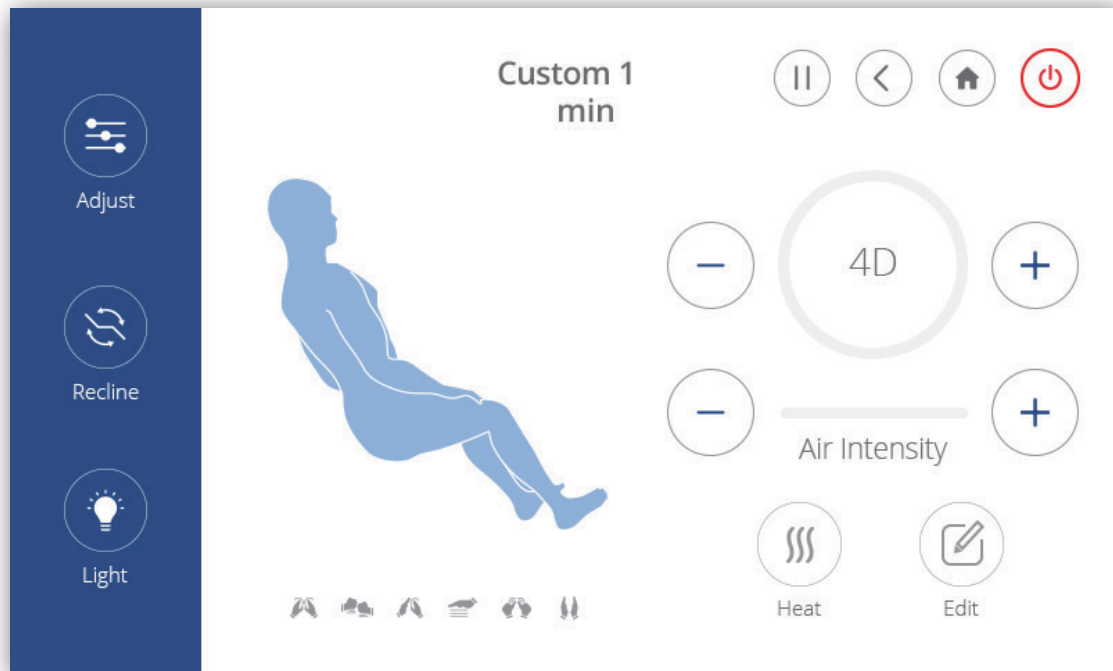 Custom 1
min
Adjust
4D
Recline
Air Intensity
Light
Heat
Edit